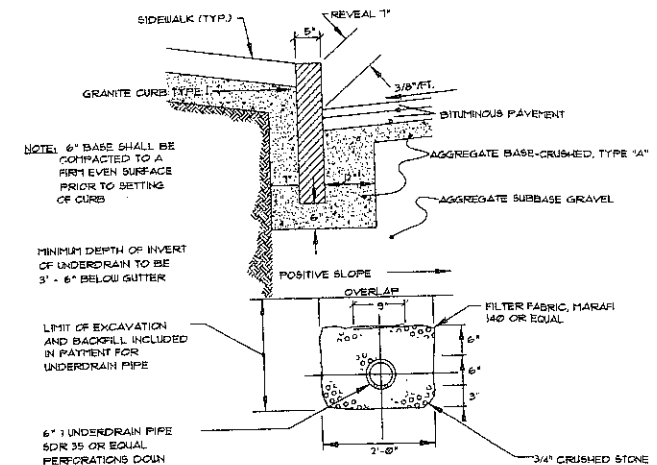 SIDEWALK (TYP.)
REVEAL 7"
5"
GRANITE CURB TYPE 1
3/8"/FT.
BITUMINOUS PAVEMENT
NOTE: 6" BASE SHALL BE
COMPACTED TO A
FIRM EVEN SURFACE
PRIOR TO SETTING
OF CURB
AGGREGATE BASE-CRUSHED, TYPE "A"
6"
AGGREGATE SUBBASE GRAVEL
MINIMUM DEPTH OF INVERT
OF UNDERDRAIN TO BE
3' - 6" BELOW GUTTER
POSITIVE SLOPE
OVERLAP
9"
FILTER FABRIC, MARAFI
140 OR EQUAL
LIMIT OF EXCAVATION
AND BACKFILL INCLUDED
IN PAYMENT FOR
UNDERDRAIN PIPE
6"
6"
3"
6" UNDERDRAIN PIPE
SDR 35 OR EQUAL
PERFORATIONS DOWN
2'-0"
3/4" CRUSHED STONE